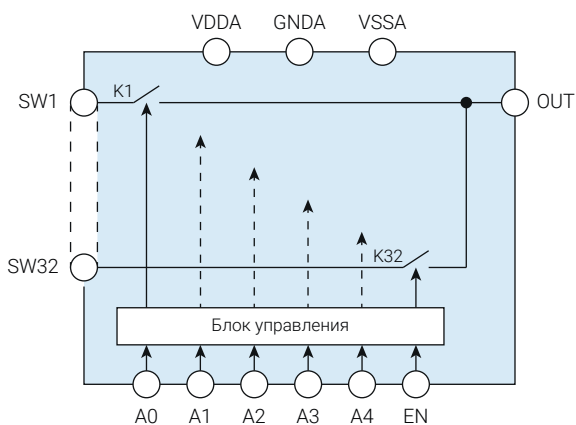 VDDA GNDA VSSA
SW1 K1 OUT
SW32 K32
Блок управления
A0 A1 A2 A3 A4 EN